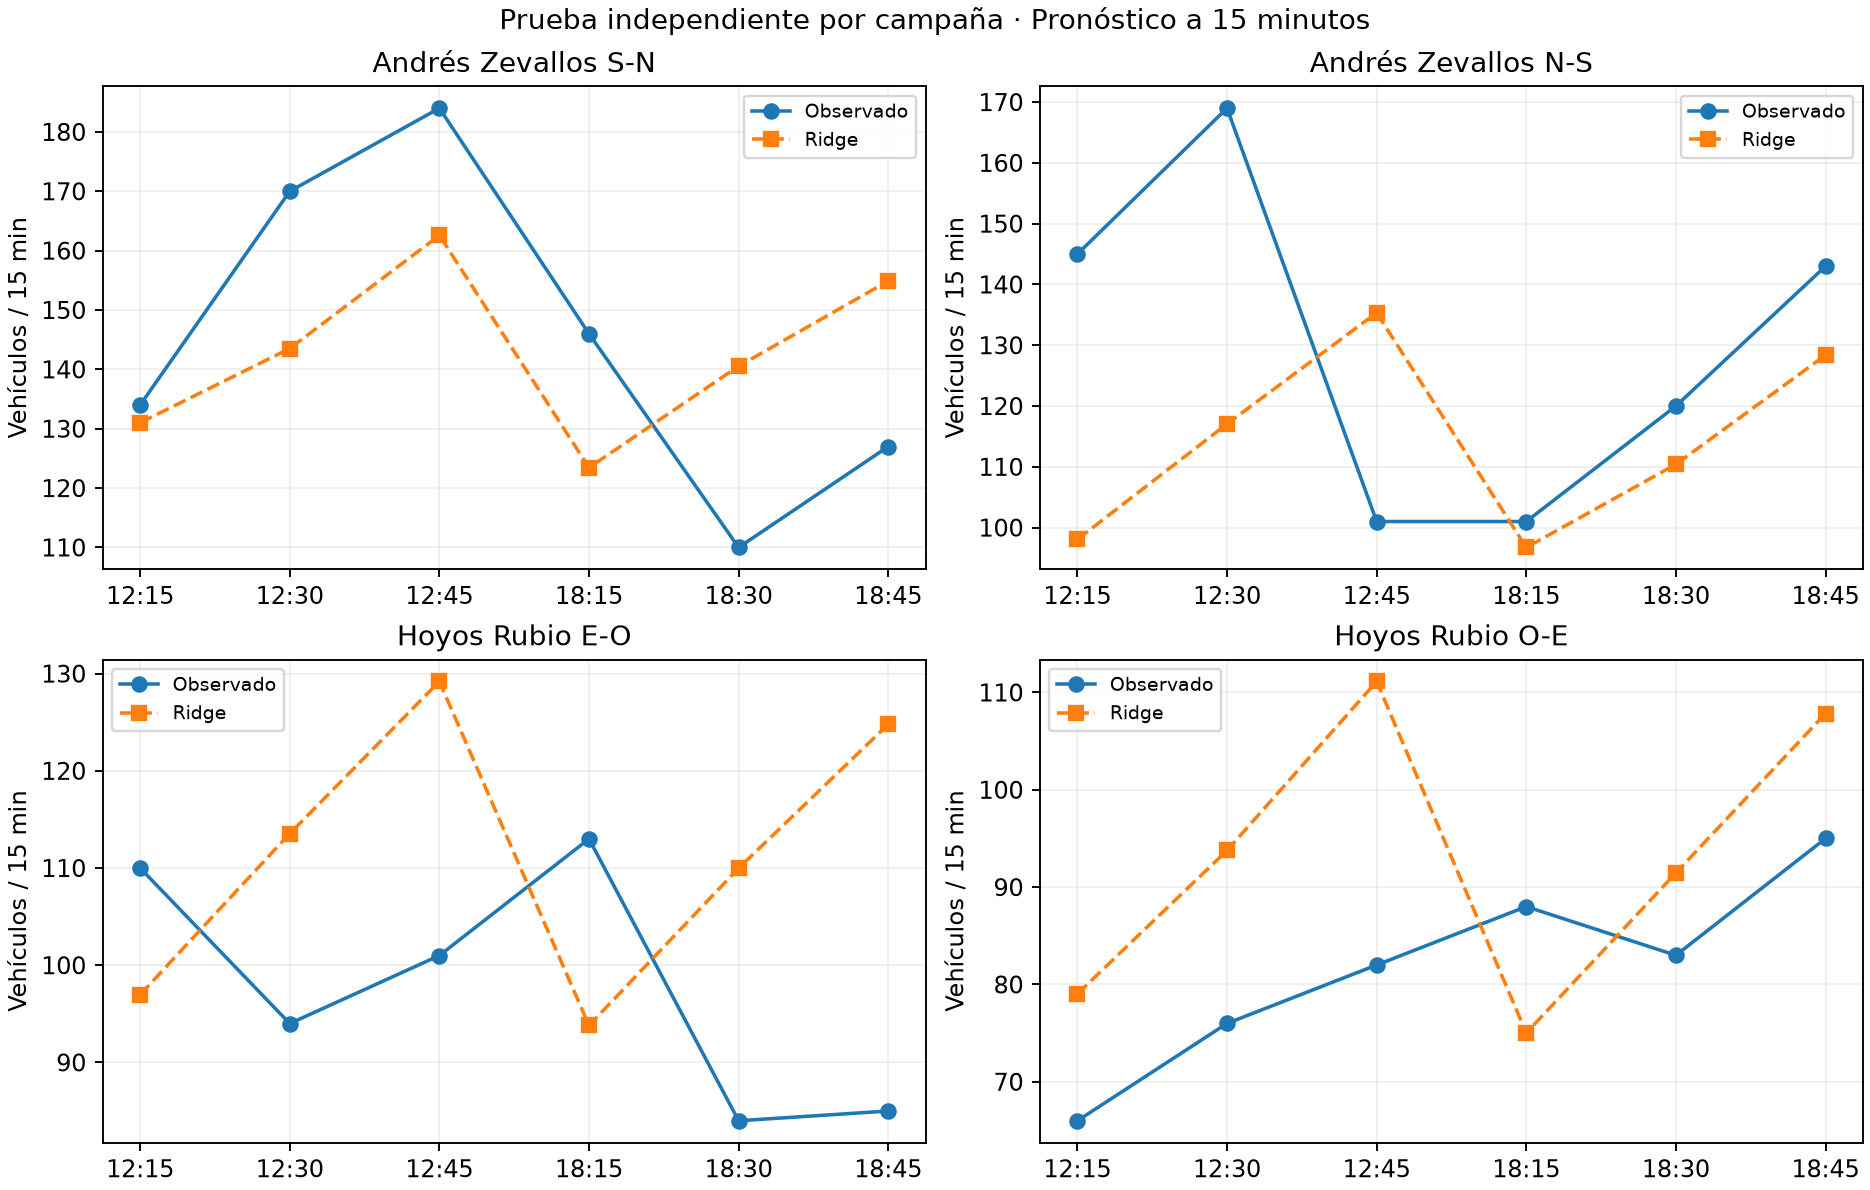 Prueba independiente por campaña · Pronóstico a 15 minutos
Andrés Zevallos S-N
Vehículos / 15 min
180
170
160
150
140
130
120
110
12:15 12:30 12:45 18:15 18:30 18:45
Observado
Ridge
Andrés Zevallos N-S
Vehículos / 15 min
170
160
150
140
130
120
110
100
12:15 12:30 12:45 18:15 18:30 18:45
Observado
Ridge
Hoyos Rubio E-O
Vehículos / 15 min
130
120
110
100
90
12:15 12:30 12:45 18:15 18:30 18:45
Observado
Ridge
Hoyos Rubio O-E
Vehículos / 15 min
110
100
90
80
70
12:15 12:30 12:45 18:15 18:30 18:45
Observado
Ridge